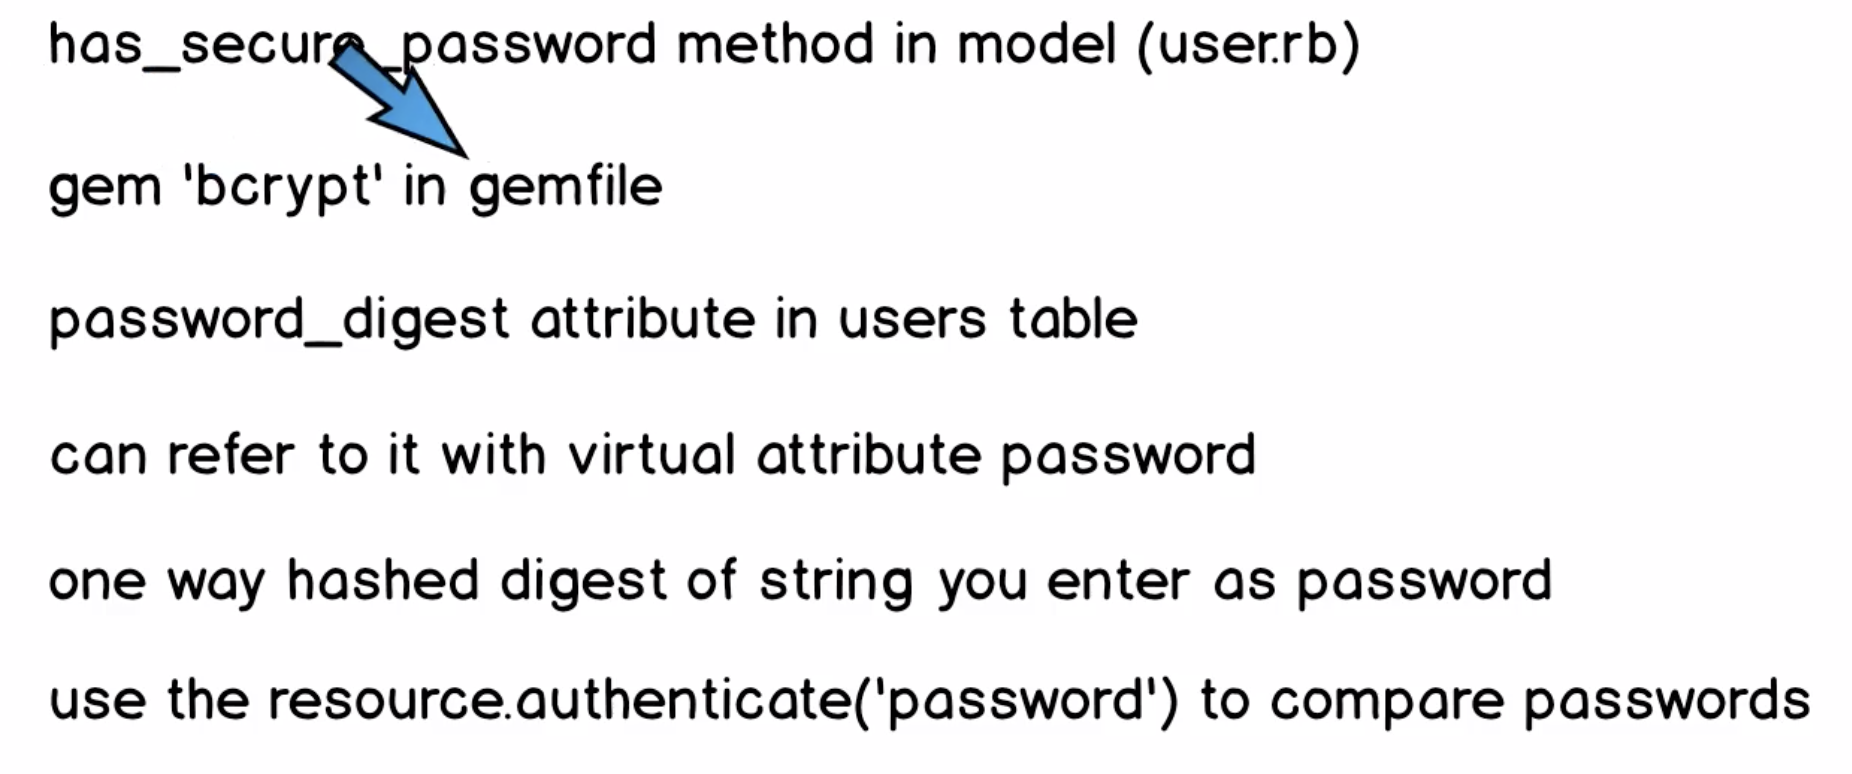 has_secure_password method in model (user.rb)
gem 'bcrypt' in gemfile
password_digest attribute in users table
can refer to it with virtual attribute password
one way hashed digest of string you enter as password
use the resource.authenticate('password') to compare passwords